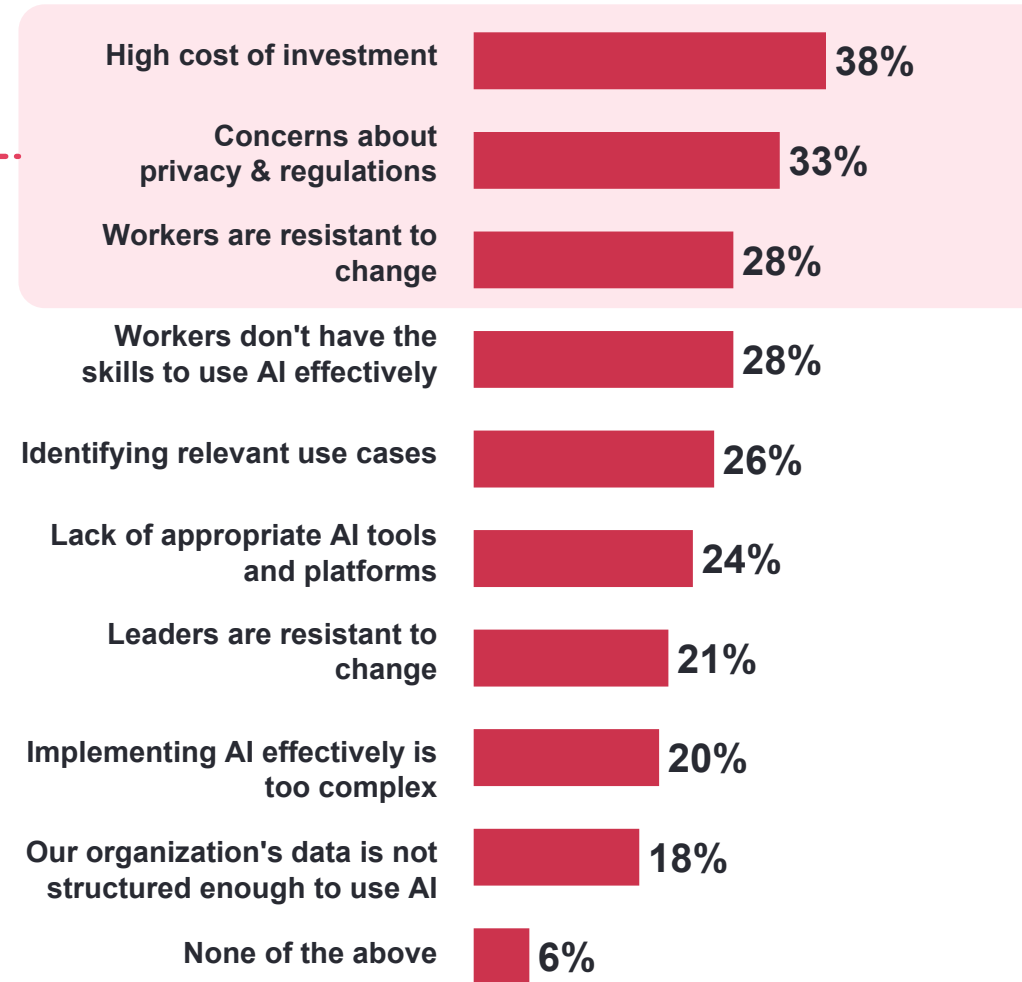 High cost of investment
38%
Concerns about
privacy & regulations
33%
Workers are resistant to
change
28%
Workers don't have the
skills to use AI effectively
28%
Identifying relevant use cases
26%
Lack of appropriate AI tools
and platforms
24%
Leaders are resistant to
change
21%
Implementing AI effectively is
too complex
20%
Our organization's data is not
structured enough to use AI
18%
None of the above
6%